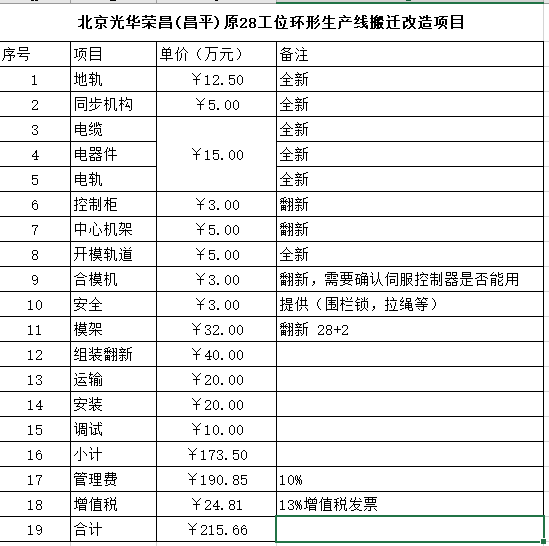 北京光华荣昌(昌平)原28工位环形生产线搬迁改造项目
序号 项目 单价（万元） 备注
1 地轨 ￥12.50 全新
2 同步机构 ￥5.00 全新
3 电缆 全新
4 电器件 ￥15.00 全新
5 电轨 全新
6 控制柜 ￥3.00 翻新
7 中心机架 ￥5.00 翻新
8 开模轨道 ￥5.00 全新
9 合模机 ￥3.00 翻新，需要确认伺服控制器是否能用
10 安全 ￥3.00 提供（围栏锁，拉绳等）
11 模架 ￥32.00 翻新 28+2
12 组装翻新 ￥40.00
13 运输 ￥20.00
14 安装 ￥20.00
15 调试 ￥10.00
16 小计 ￥173.50
17 管理费 ￥190.85 10%
18 增值税 ￥24.81 13%增值税发票
19 合计 ￥215.66